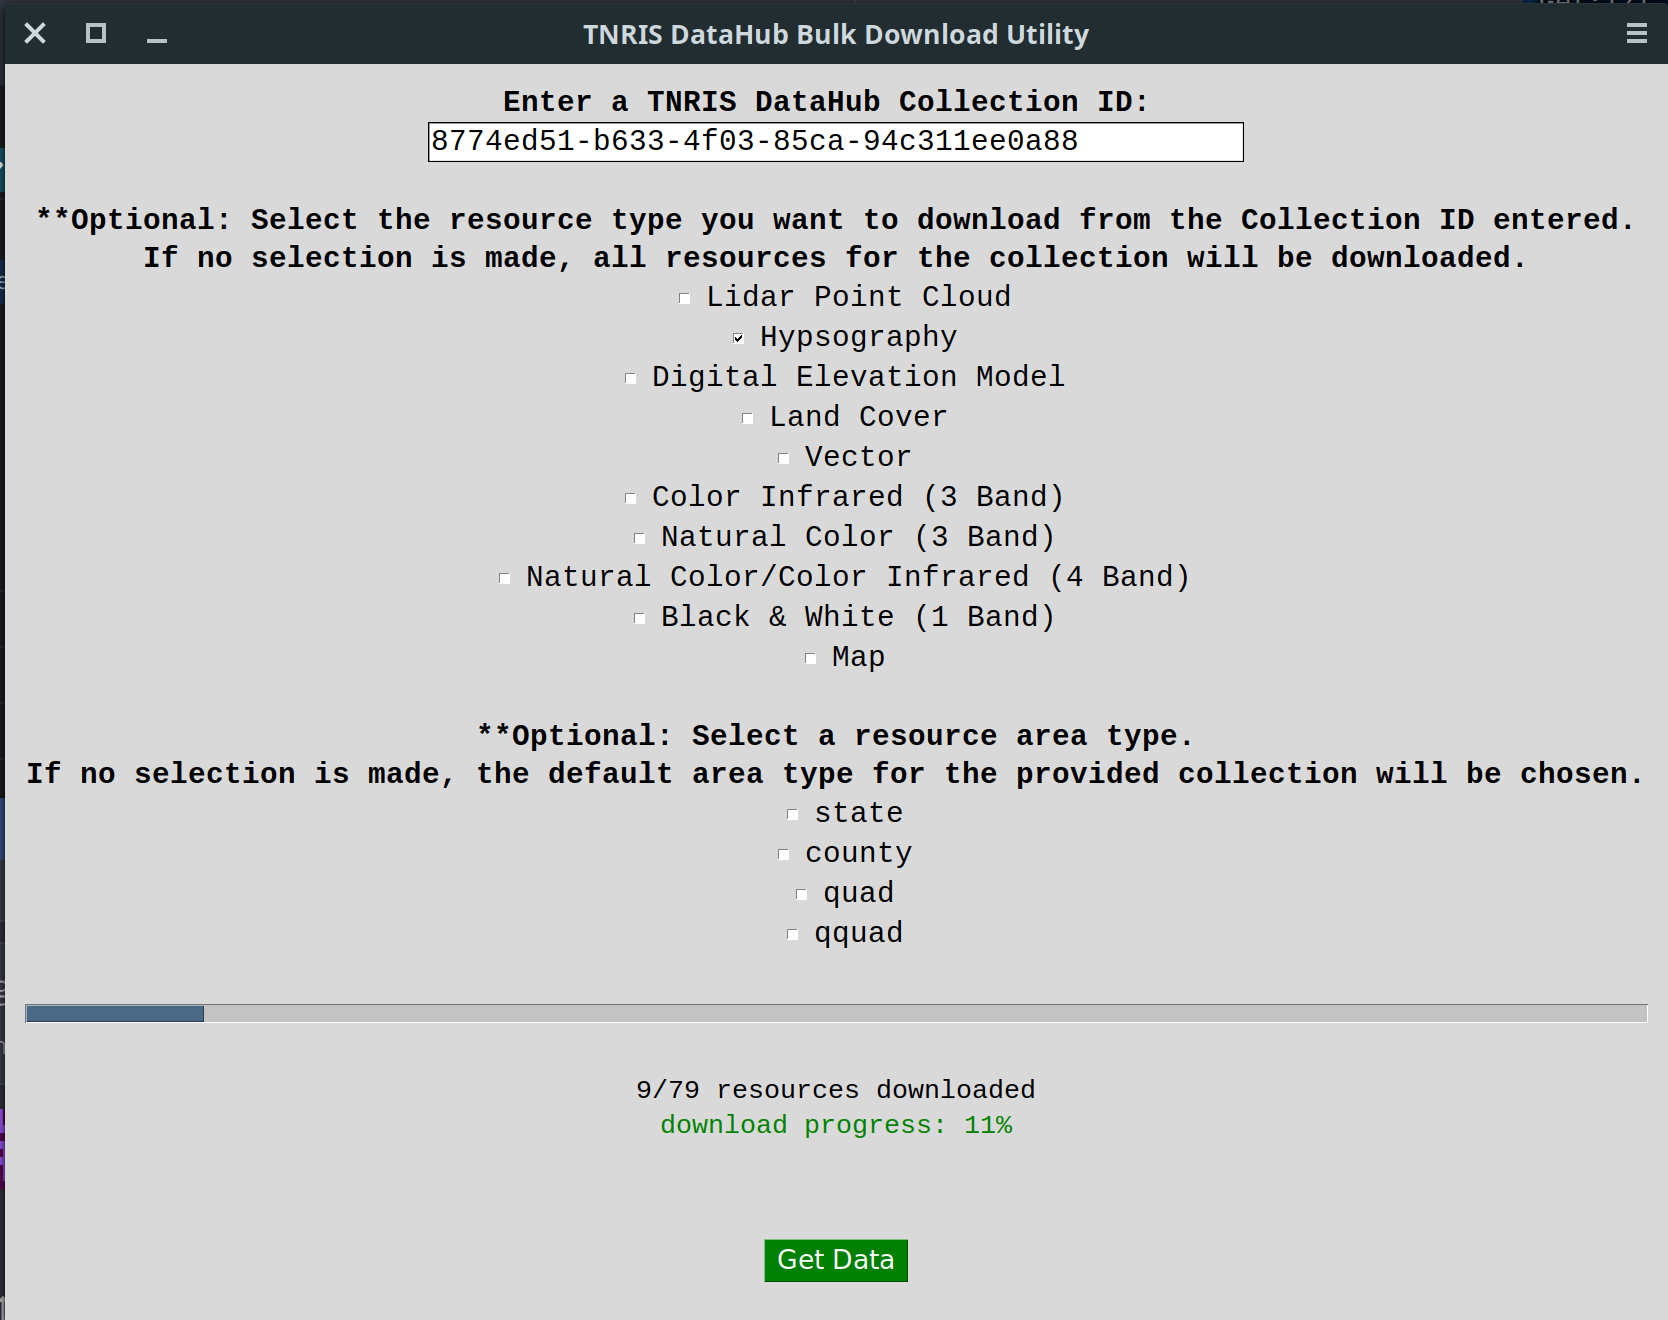 TNRIS DataHub Bulk Download Utility
Enter a TNRIS DataHub Collection ID:
8774ed51-b633-4f03-85ca-94c311ee0a88
**Optional: Select the resource type you want to download from the Collection ID entered.
If no selection is made, all resources for the collection will be downloaded.
Lidar Point Cloud
Hypsography
Digital Elevation Model
Land Cover
Vector
Color Infrared (3 Band)
Natural Color (3 Band)
Natural Color/Color Infrared (4 Band)
Black & White (1 Band)
Map
**Optional: Select a resource area type.
If no selection is made, the default area type for the provided collection will be chosen.
state
county
quad
qquad
9/79 resources downloaded
download progress: 11%
Get Data